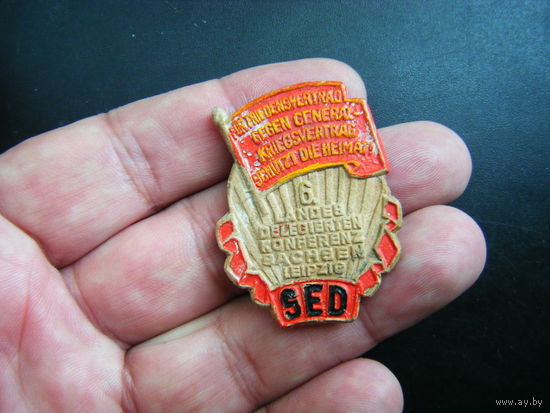 FÜR FRIEDENSVERTRAG
GEGEN GENERAL
KRIEGSVERTRAG
SCHÜTZT DIE HEIMAT
6.
LANDES
DELEGIERTEN
KONFERENZ
SACHSEN
LEIPZIG
SED
www.ay.by